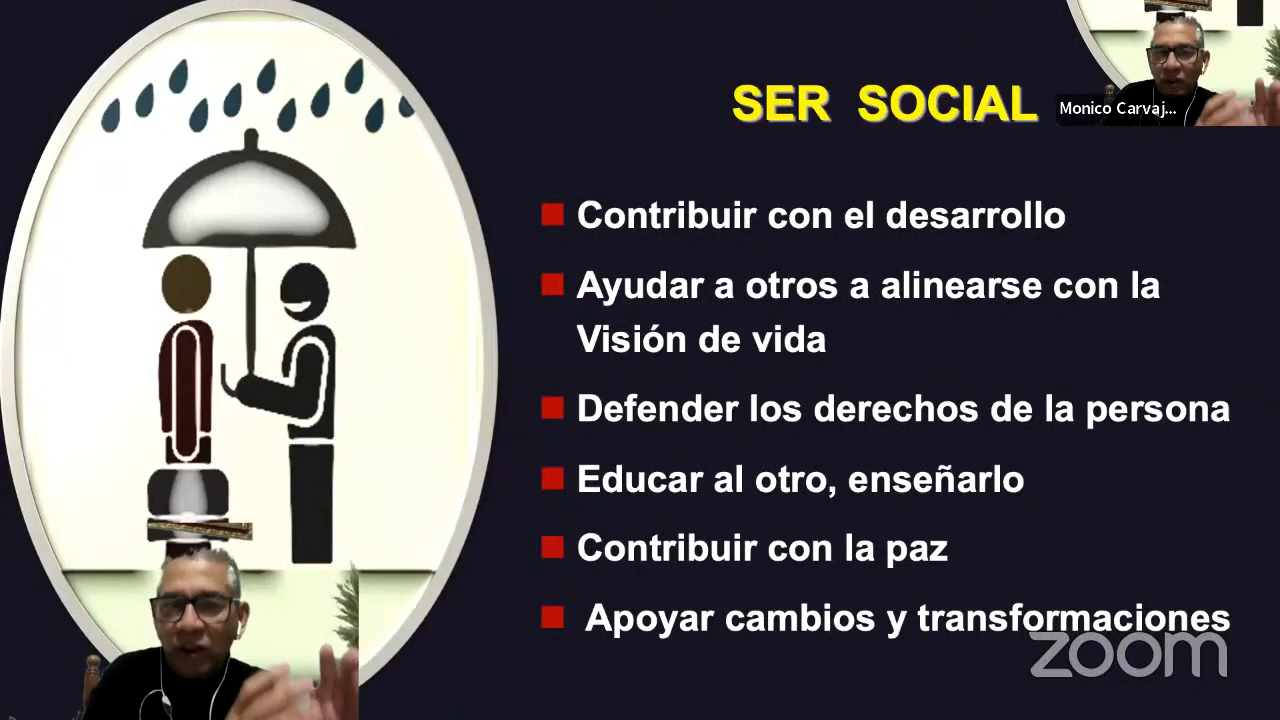 SER SOCIAL
Monico Carvaj...
Contribuir con el desarrollo
Ayudar a otros a alinearse con la
Visión de vida
Defender los derechos de la persona
Educar al otro, enseñarlo
Contribuir con la paz
Apoyar cambios y transformaciones
zoom